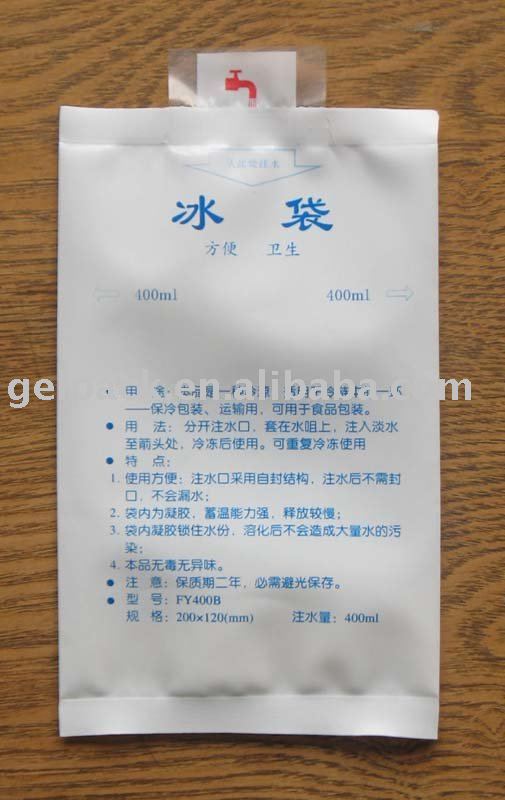 从此处注水
冰 袋
方便 卫生
400ml 400ml
用 途:
——保冷包装、运输用，可用于食品包装。
● 用 法: 分开注水口，套在水咀上，注入淡水
至箭头处，冷冻后使用。可重复冷冻使用
● 特 点:
1. 使用方便: 注水口采用自封结构，注水后不需封
口，不会漏水;
2. 袋内为凝胶，蓄温能力强，释放较慢;
3. 袋内凝胶锁住水份，溶化后不会造成大量水的污
染;
4. 本品无毒无异味。
● 注 意: 保质期二年，必需避光保存。
● 型 号: FY400B
规 格: 200×120(mm) 注水量: 400ml
.en.alibaba.com